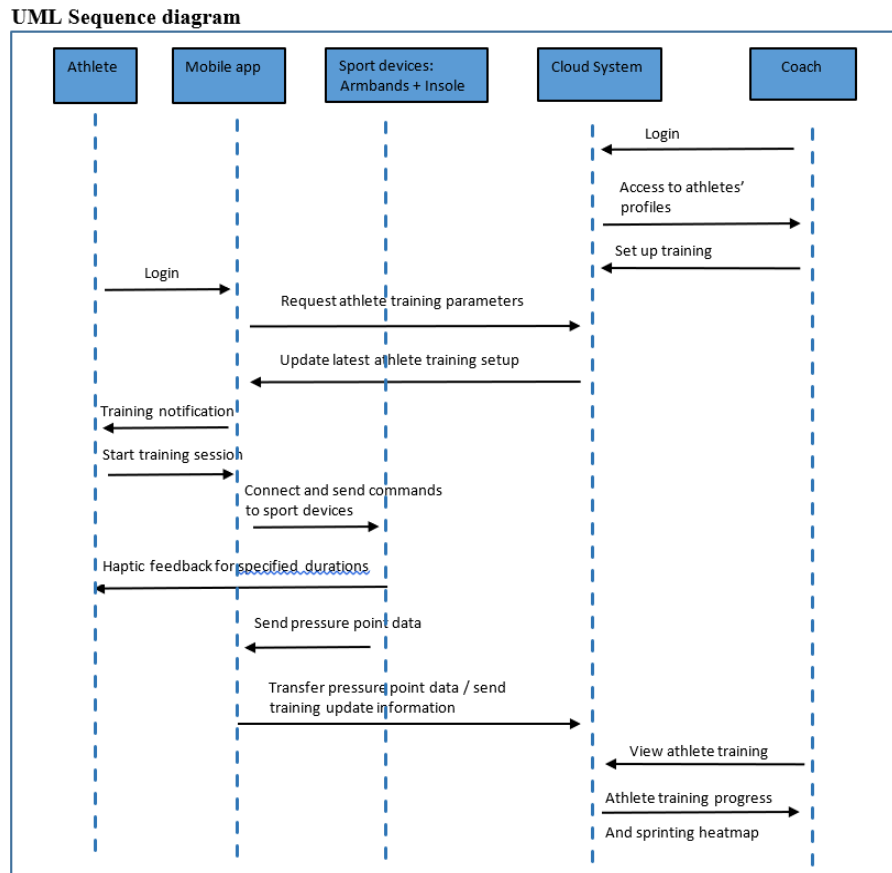 UML Sequence diagram
Athlete
Mobile app
Sport devices:
Armbands + Insole
Cloud System
Coach
Login
Access to athletes’
profiles
Set up training
Login
Request athlete training parameters
Update latest athlete training setup
Training notification
Start training session
Connect and send commands
to sport devices
Haptic feedback for specified durations
Send pressure point data
Transfer pressure point data / send
training update information
View athlete training
Athlete training progress
And sprinting heatmap